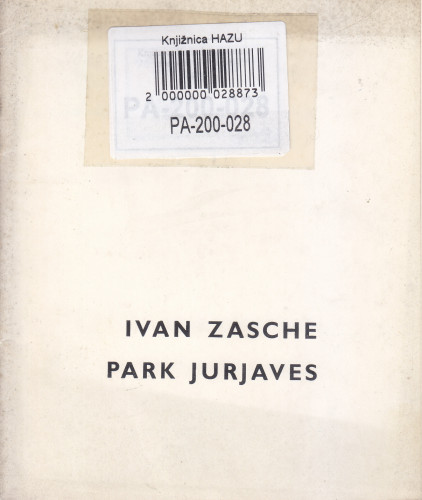 Knjižnica HAZU
2 000000 028873
PA-200-028
IVAN ZASCHE
PARK JURJAVES